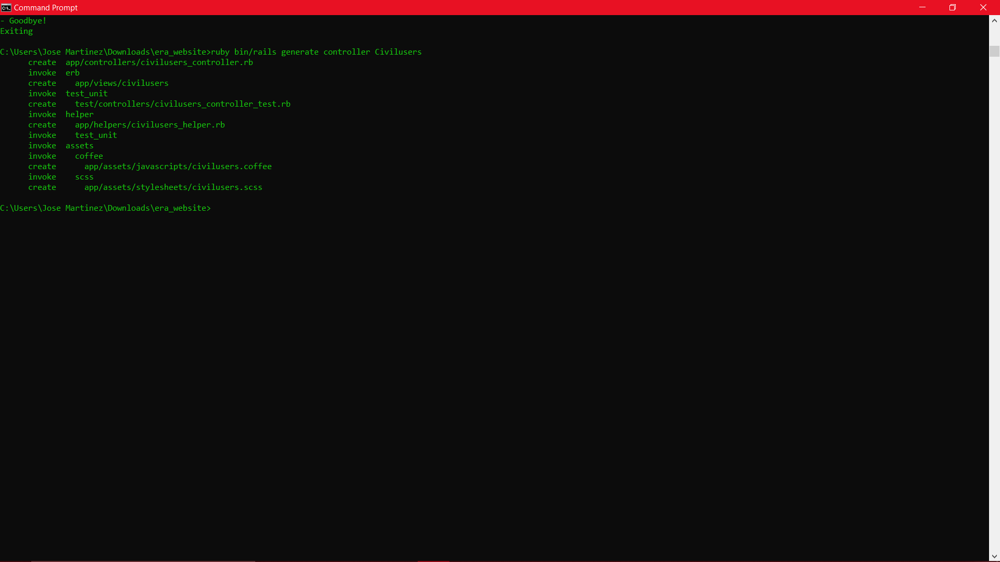 Command Prompt
- Goodbye!
Exiting
C:\Users\Jose Martinez\Downloads\era_website>ruby bin/rails generate controller Civilusers
      create  app/controllers/civilusers_controller.rb
      invoke  erb
      create    app/views/civilusers
      invoke  test_unit
      create    test/controllers/civilusers_controller_test.rb
      invoke  helper
      create    app/helpers/civilusers_helper.rb
      invoke    test_unit
      invoke  assets
      invoke    coffee
      create      app/assets/javascripts/civilusers.coffee
      invoke    scss
      create      app/assets/stylesheets/civilusers.scss
C:\Users\Jose Martinez\Downloads\era_website>